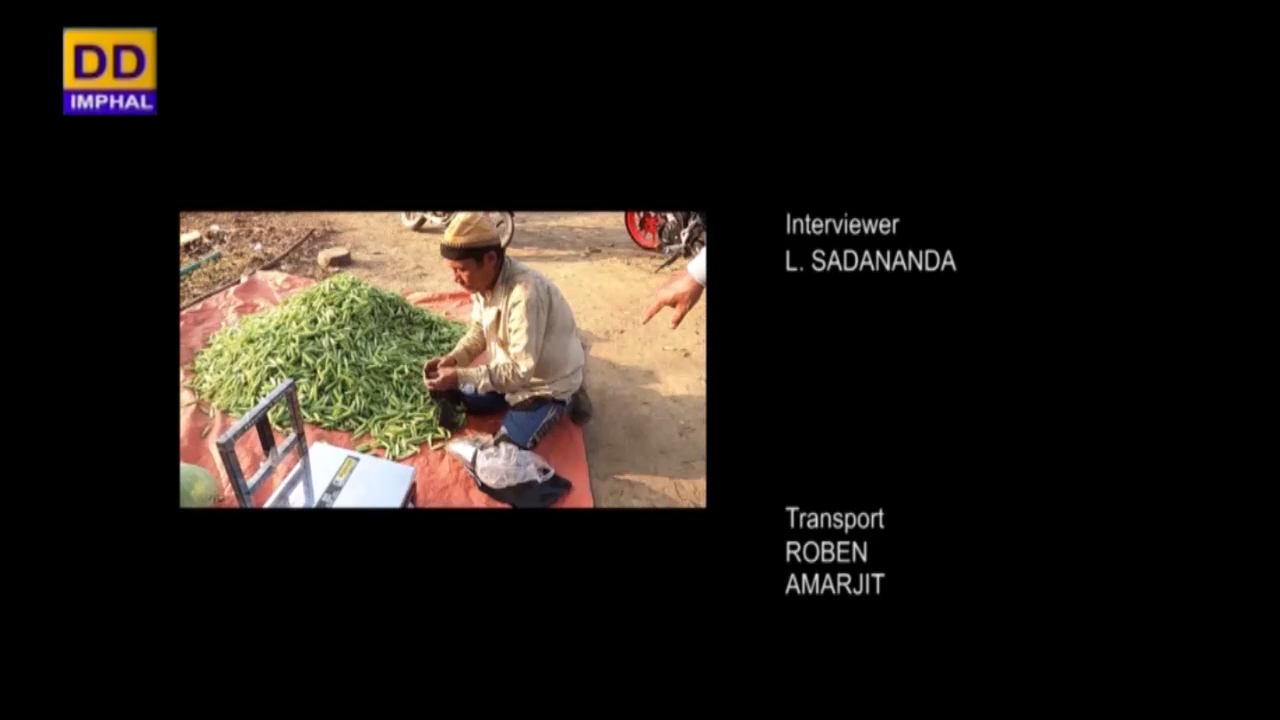 DD
IMPHAL
Interviewer
L. SADANANDA
Transport
ROBEN
AMARJIT